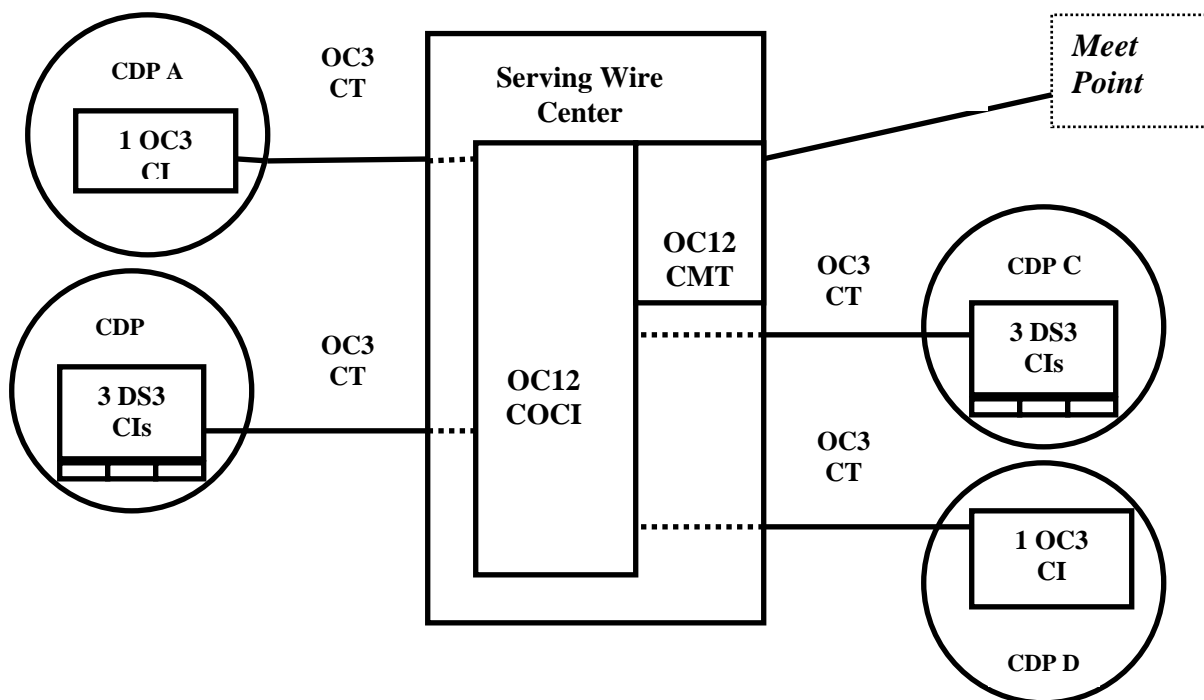 CDP A
1 OC3
CI
OC3
CT
Serving Wire
Center
Meet
Point
CDP
3 DS3
CIs
OC3
CT
OC12
COCI
OC12
CMT
OC3
CT
CDP C
3 DS3
CIs
OC3
CT
1 OC3
CI
CDP D